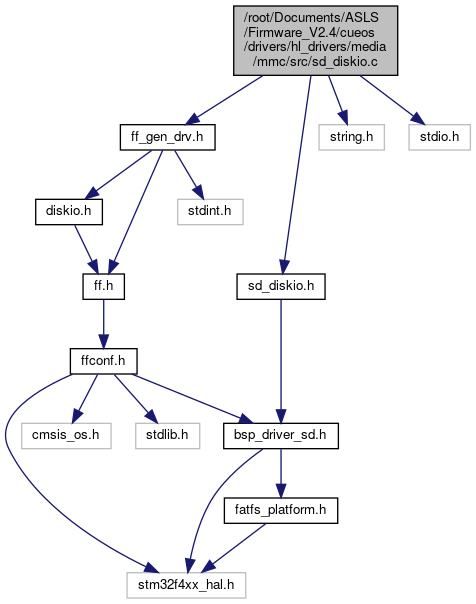 /root/Documents/ASLS
/Firmware_V2.4/cueos
/drivers/hl_drivers/media
/mmc/src/sd_diskio.c
ff_gen_drv.h
string.h
stdio.h
diskio.h
stdint.h
ff.h
sd_diskio.h
ffconf.h
cmsis_os.h
stdlib.h
bsp_driver_sd.h
fatfs_platform.h
stm32f4xx_hal.h